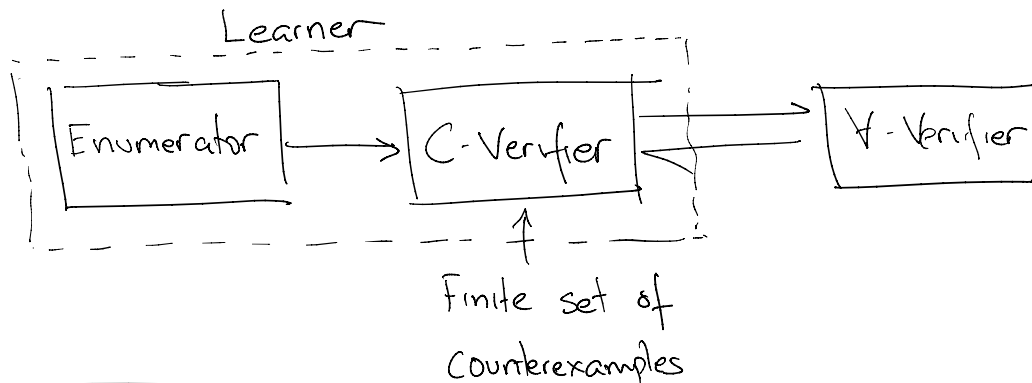 Learner
Enumerator
C-Verifier
∀-Verifier
Finite set of
Counterexamples